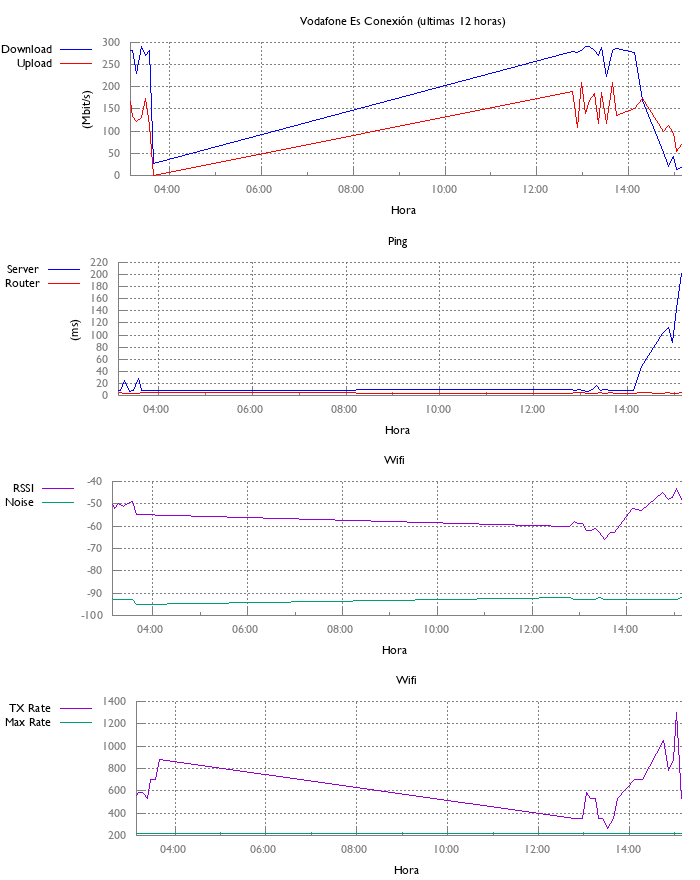 Vodafone Es Conexión (ultimas 12 horas)
Download
Upload
300
250
200
150
100
50
0
(Mbit/s)
04:00 06:00 08:00 10:00 12:00 14:00
Hora
Ping
Server
Router
220
200
180
160
140
120
100
80
60
40
20
0
(ms)
04:00 06:00 08:00 10:00 12:00 14:00
Hora
Wifi
RSSI
Noise
-40
-50
-60
-70
-80
-90
-100
04:00 06:00 08:00 10:00 12:00 14:00
Hora
Wifi
TX Rate
Max Rate
1400
1200
1000
800
600
400
200
04:00 06:00 08:00 10:00 12:00 14:00
Hora